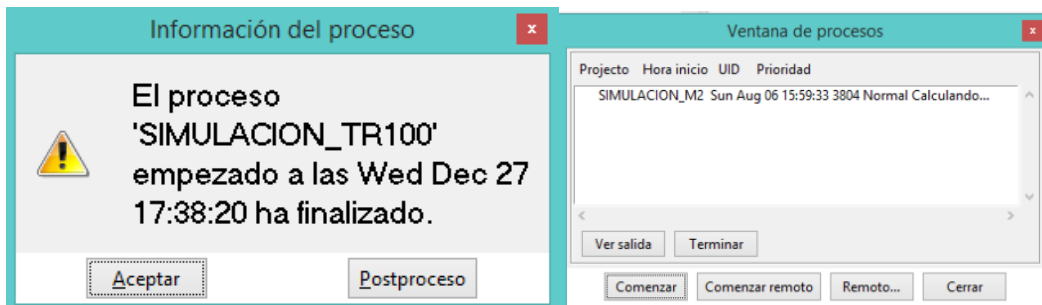 Información del proceso
x
El proceso
'SIMULACION_TR100'
empezado a las Wed Dec 27
17:38:20 ha finalizado.
Aceptar
Postproceso
Ventana de procesos
x
Projecto Hora inicio UID Prioridad
SIMULACION_M2 Sun Aug 06 15:59:33 3804 Normal Calculando...
Ver salida
Terminar
Comenzar
Comenzar remoto
Remoto...
Cerrar